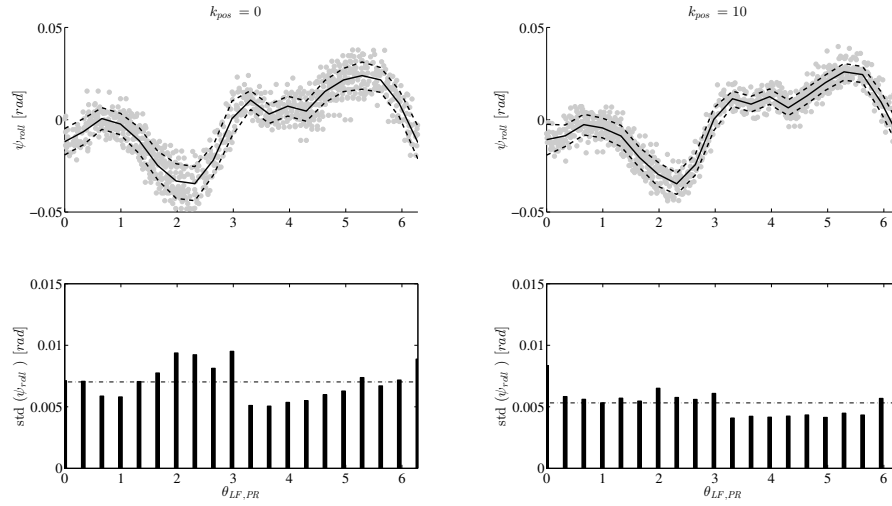 k_pos = 0
0.05
0
−0.05
ψ_roll [rad]
0 1 2 3 4 5 6
k_pos = 10
0.05
0
−0.05
ψ_roll [rad]
0 1 2 3 4 5 6
0.015
0.01
0.005
0
std (ψ_roll ) [rad]
0 1 2 3 4 5 6
θ_LF,PR
0.015
0.01
0.005
0
std (ψ_roll ) [rad]
0 1 2 3 4 5 6
θ_LF,PR